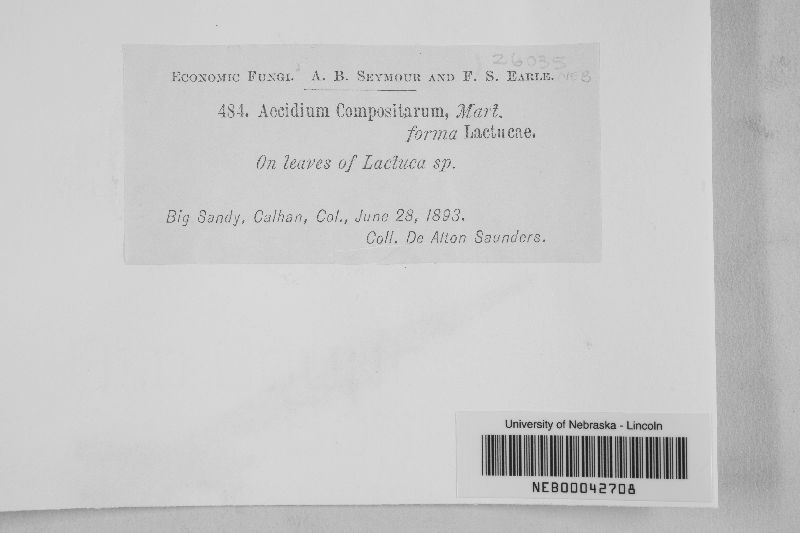 26035
Economic Fungi. A. B. Seymour and F. S. Earle. NEB
484. Aecidium Compositarum, Mart.
forma Lactucae.
On leaves of Lactuca sp.
Big Sandy, Calhan, Col., June 28, 1893.
Coll. De Alton Saunders.
University of Nebraska - Lincoln
NEB00042708